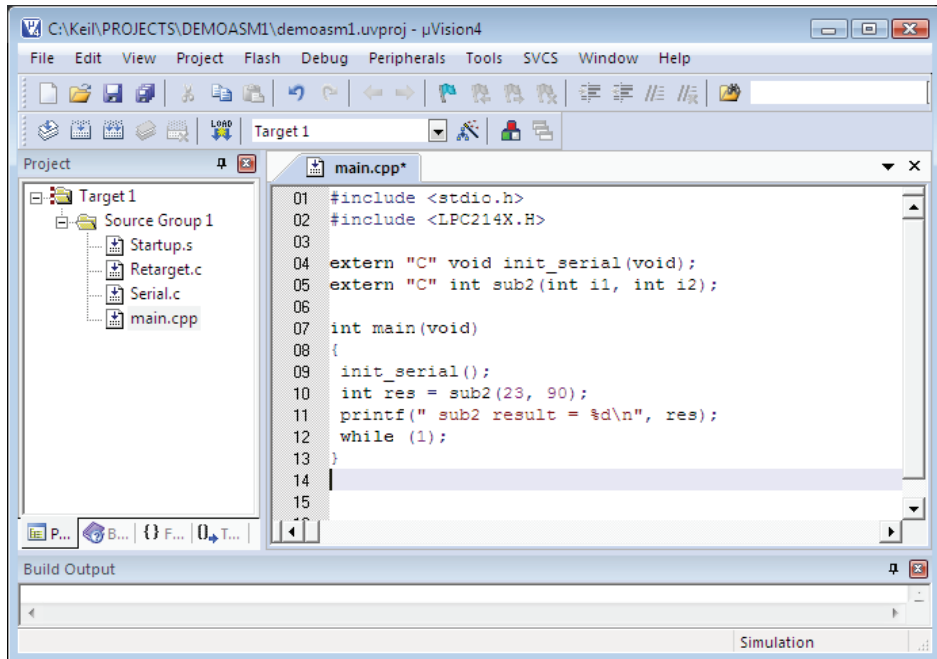 C:\Keil\PROJECTS\DEMOASM1\demoasm1.uvproj - µVision4
File Edit View Project Flash Debug Peripherals Tools SVCS Window Help
LOAD Target 1
Project
main.cpp*
Target 1
Source Group 1
Startup.s
Retarget.c
Serial.c
main.cpp
01 #include <stdio.h>
02 #include <LPC214X.H>
03
04 extern "C" void init_serial(void);
05 extern "C" int sub2(int i1, int i2);
06
07 int main(void)
08 {
09 init_serial();
10 int res = sub2(23, 90);
11 printf(" sub2 result = %d\n", res);
12 while (1);
13 }
14
15
P... B... {} F... 0 T...
Build Output
Simulation